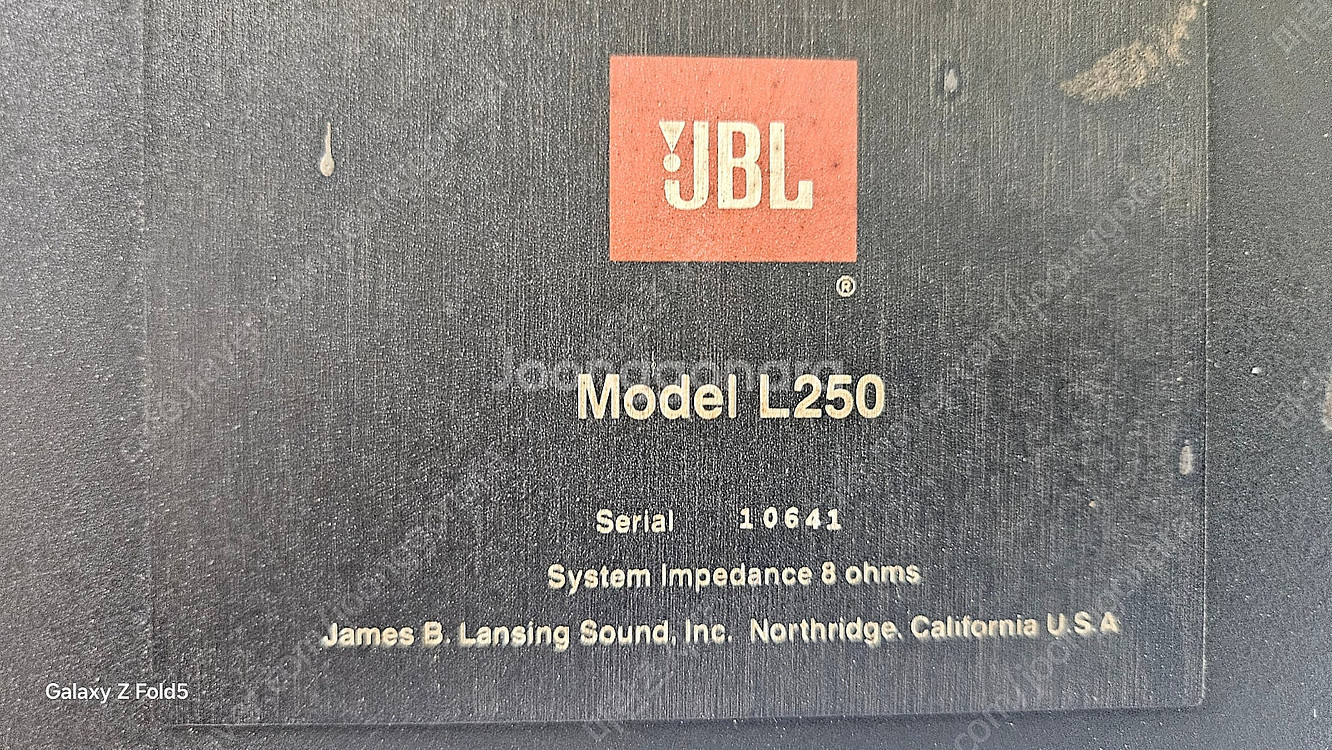 JBL
®
Model L250
Serial 10641
System Impedance 8 ohms
James B. Lansing Sound, Inc. Northridge, California U.S.A
Galaxy Z Fold5